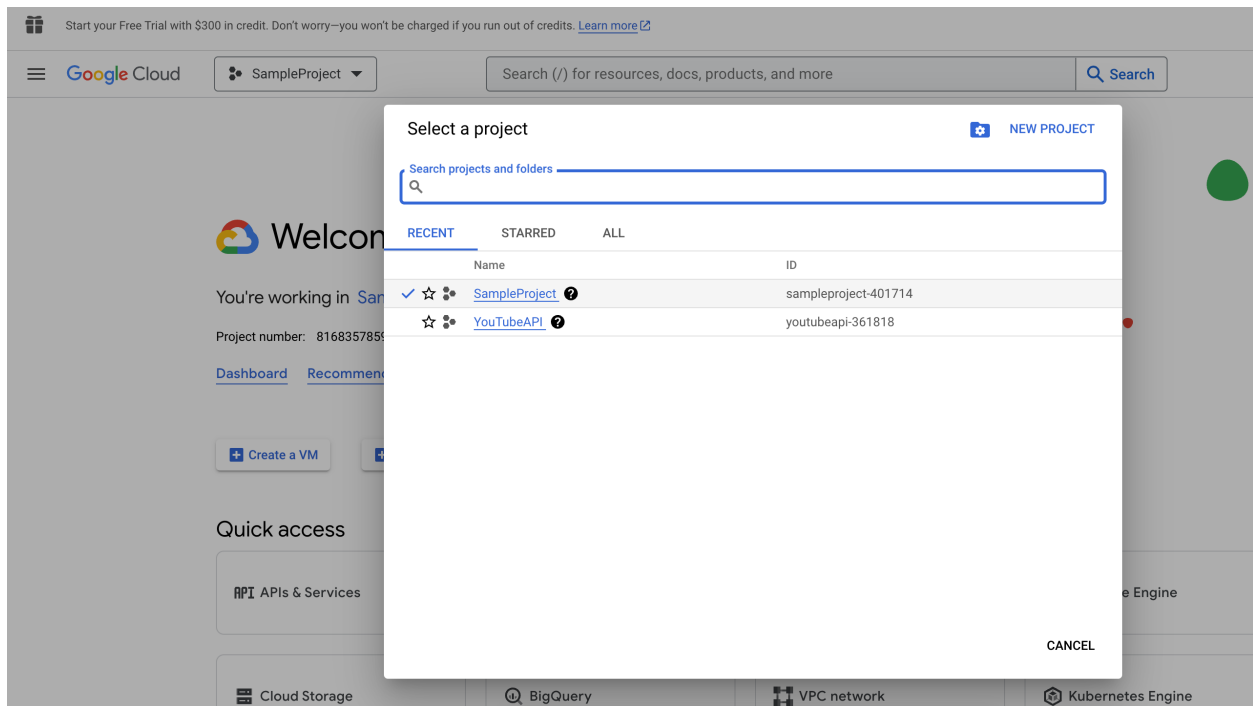 Start your Free Trial with $300 in credit. Don't worry—you won't be charged if you run out of credits. Learn more
Google Cloud
SampleProject
Search (/) for resources, docs, products, and more
Search
Select a project
NEW PROJECT
Search projects and folders
RECENT
STARRED
ALL
Name ID
SampleProject sampleproject-401714
YouTubeAPI youtubeapi-361818
CANCEL
Welcon
You're working in San
Project number: 816835785
Dashboard Recommen
Create a VM
Quick access
API APIs & Services
e Engine
Cloud Storage
BigQuery
VPC network
Kubernetes Engine